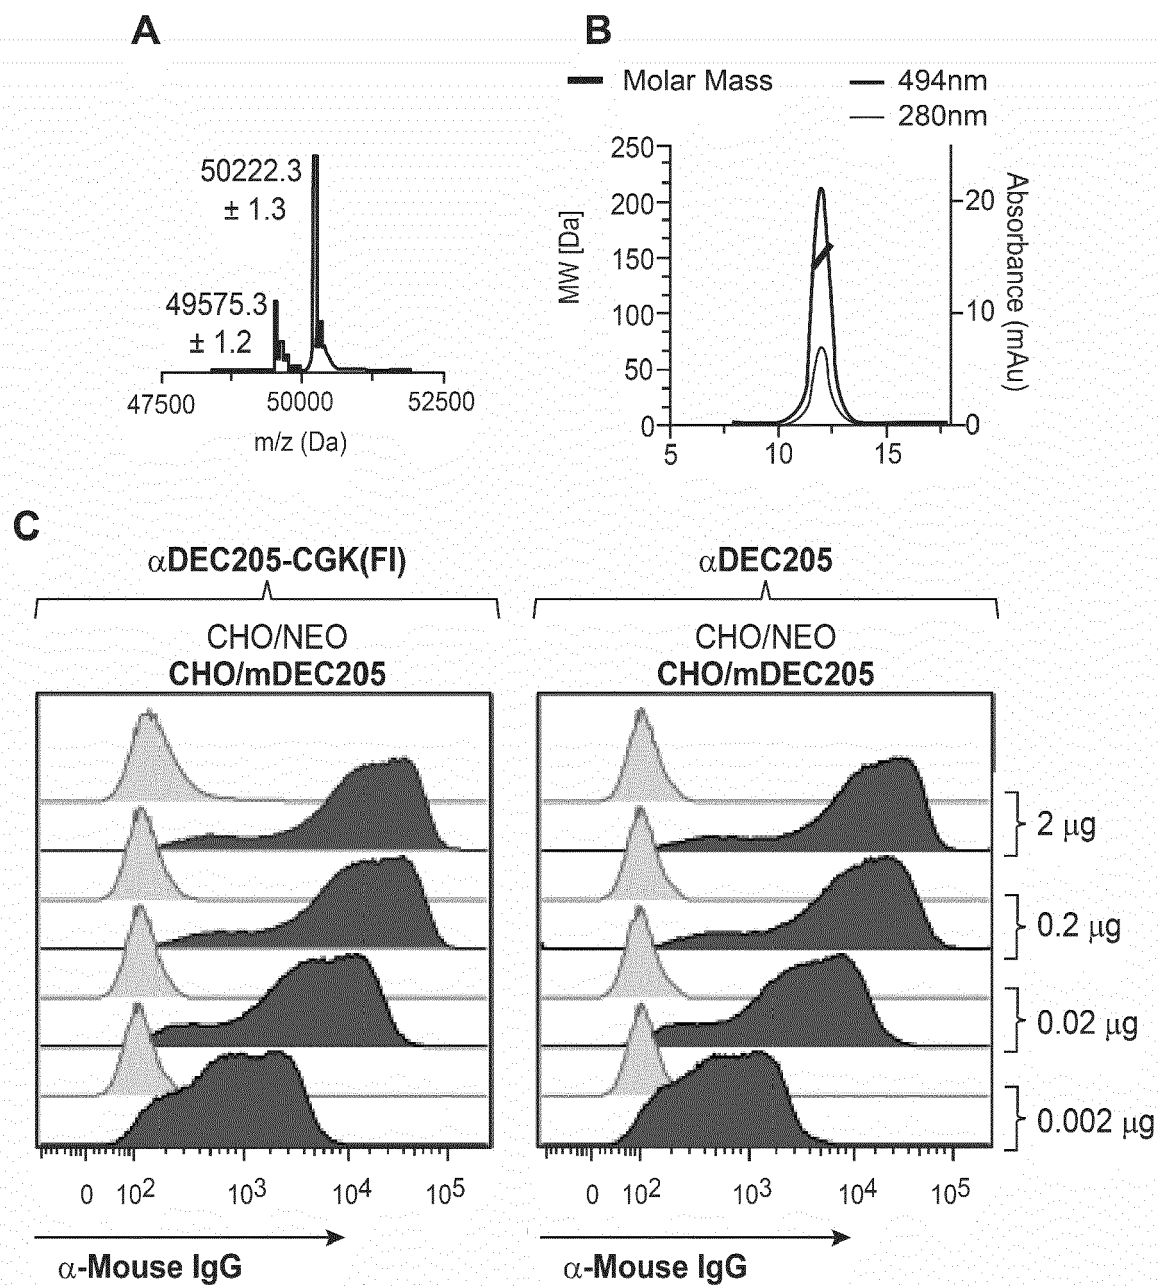 A
50222.3
± 1.3
49575.3
± 1.2
47500 50000 52500
m/z (Da)
B
Molar Mass
494nm
280nm
250
200
150
100
50
0
MW [Da]
20
10
0
Absorbance (mAu)
5 10 15
C
αDEC205-CGK(FI)
CHO/NEO
CHO/mDEC205
αDEC205
CHO/NEO
CHO/mDEC205
2 μg
0.2 μg
0.02 μg
0.002 μg
0 10² 10³ 10⁴ 10⁵
α-Mouse IgG
0 10² 10³ 10⁴ 10⁵
α-Mouse IgG